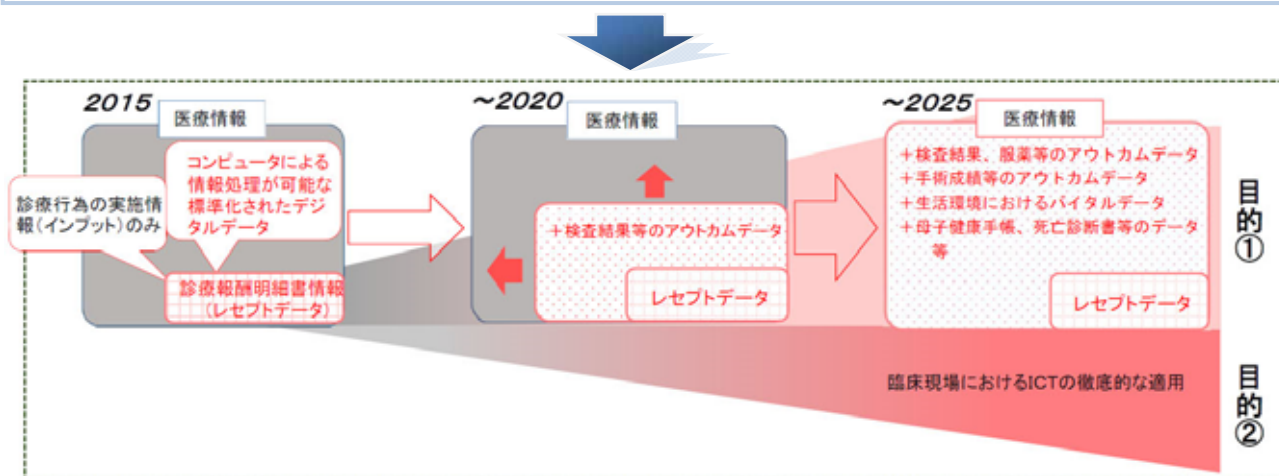 2015
医療情報
コンピュータによる
情報処理が可能な
標準化されたデジ
タルデータ
診療行為の実施情
報(インプット)のみ
診療報酬明細書情報
(レセプトデータ)
～2020
医療情報
＋検査結果等のアウトカムデータ
レセプトデータ
～2025
医療情報
＋検査結果、服薬等のアウトカムデータ
＋手術成績等のアウトカムデータ
＋生活環境におけるバイタルデータ
＋母子健康手帳、死亡診断書等のデータ
等
レセプトデータ
目的①
臨床現場におけるICTの徹底的な適用
目的②